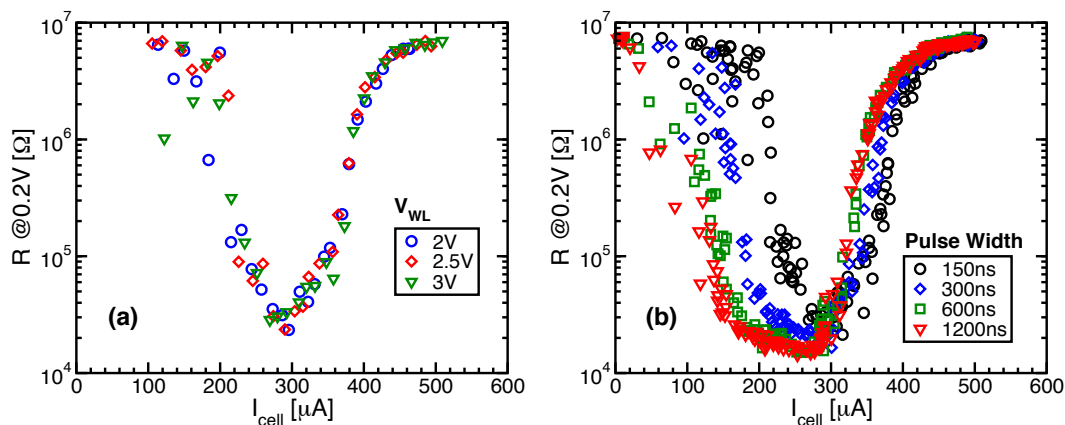 R @0.2V [Ω]
10^7
10^6
10^5
10^4
0 100 200 300 400 500 600
I_cell [μA]
V_WL
2V
2.5V
3V
(a)
R @0.2V [Ω]
10^7
10^6
10^5
10^4
0 100 200 300 400 500 600
I_cell [μA]
Pulse Width
150ns
300ns
600ns
1200ns
(b)